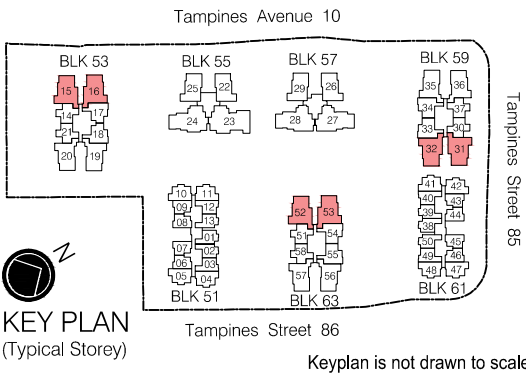 Tampines Avenue 10
BLK 53
BLK 55
BLK 57
BLK 59
15 16
14 17
21 18
20 19
25 22
24 23
29 26
28 27
35 36
34 37
33 30
32 31
Tampines Street 85
10 11
09 12
08 13
01
07 02
06 03
05 04
BLK 51
52 53
51 54
58 55
57 56
BLK 63
41 42
40 43
39 44
38
50 45
49 46
48 47
BLK 61
N
KEY PLAN
(Typical Storey)
Tampines Street 86
Keyplan is not drawn to scale